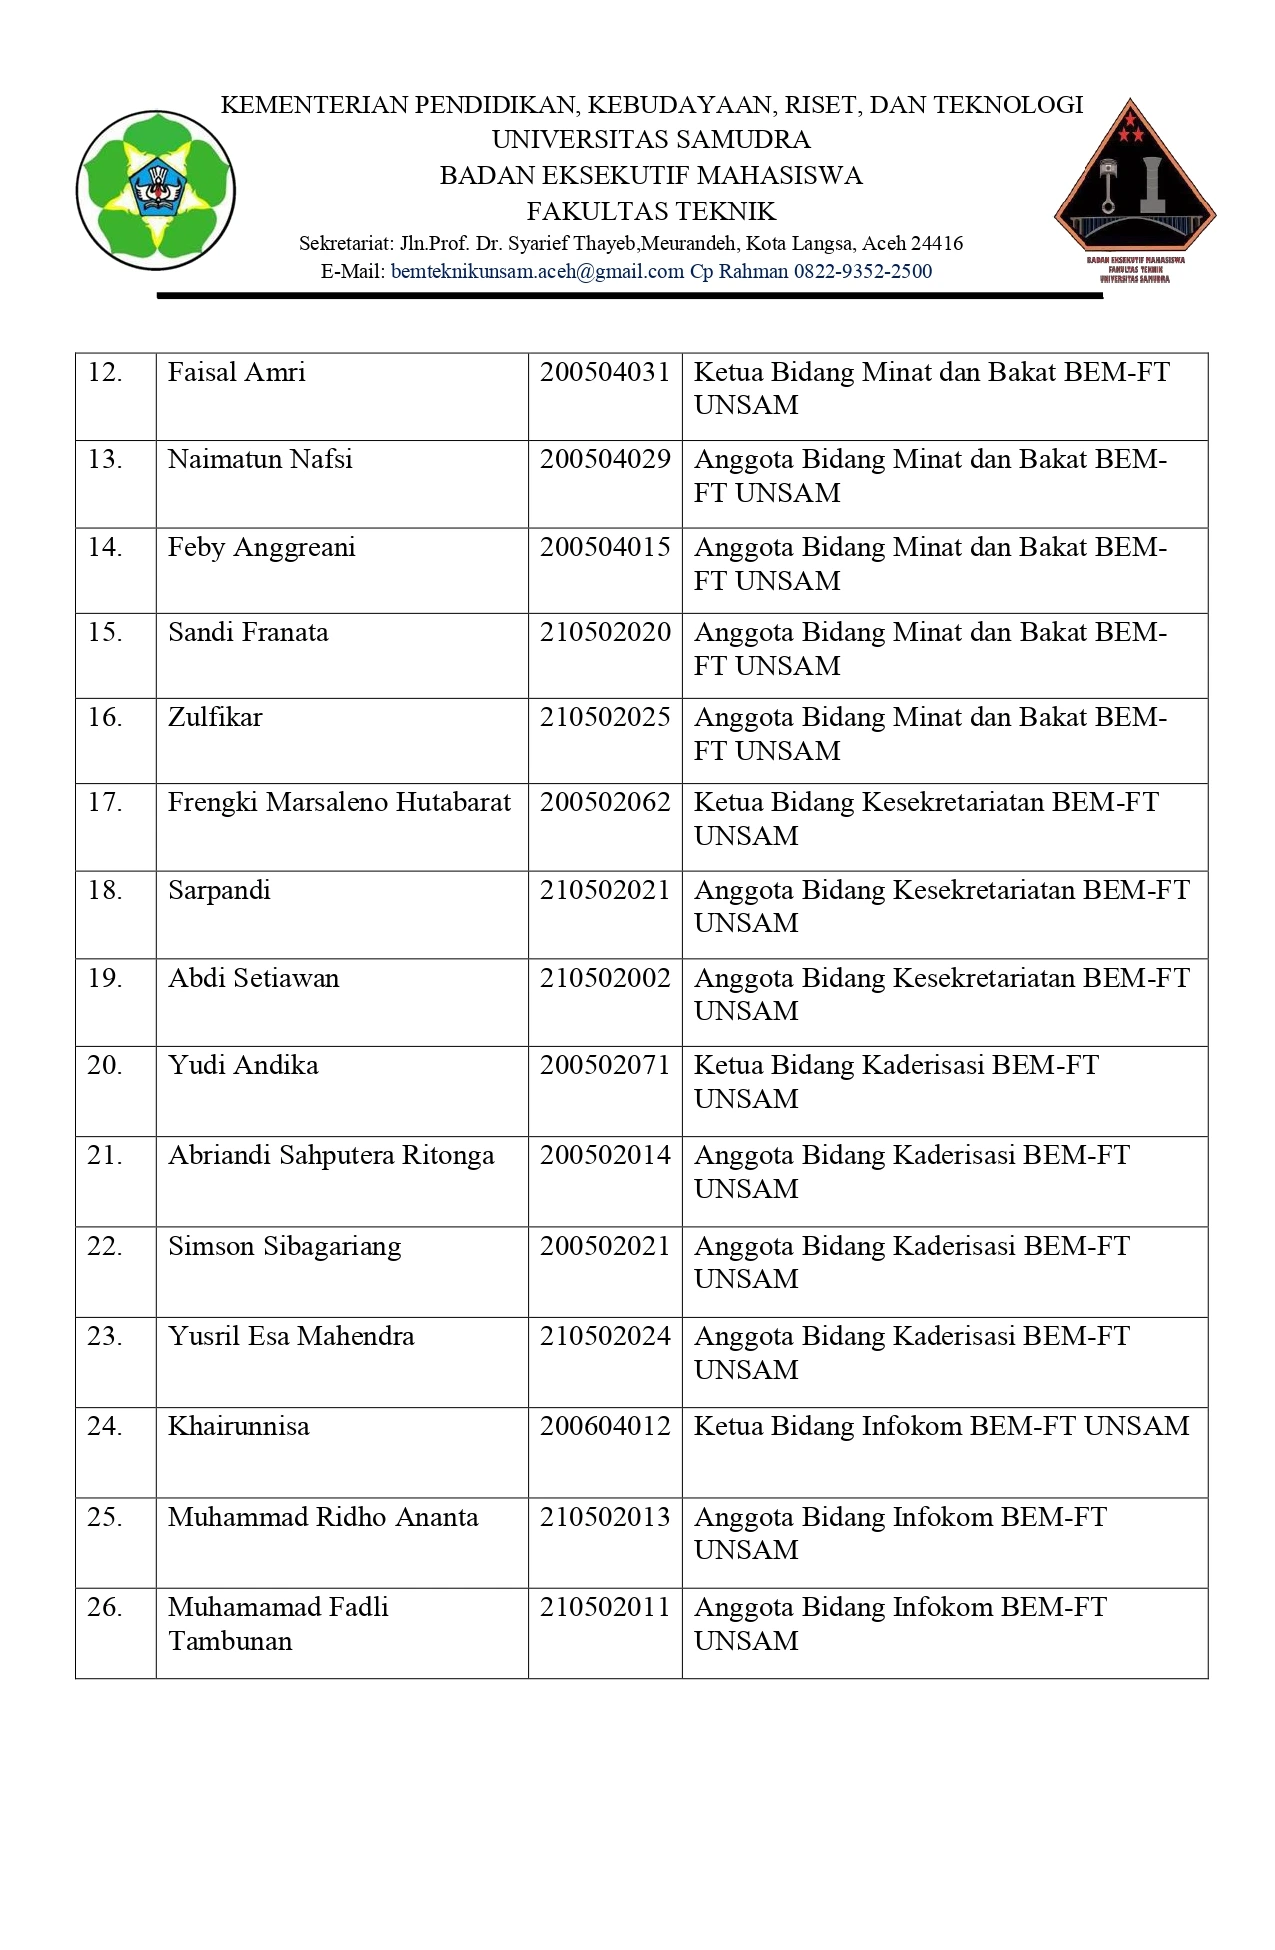 KEMENTERIAN PENDIDIKAN, KEBUDAYAAN, RISET, DAN TEKNOLOGI
UNIVERSITAS SAMUDRA
BADAN EKSEKUTIF MAHASISWA
FAKULTAS TEKNIK
Sekretariat: Jln.Prof. Dr. Syarief Thayeb,Meurandeh, Kota Langsa, Aceh 24416
E-Mail: bemteknikunsam.aceh@gmail.com Cp Rahman 0822-9352-2500
BADAN EKSEKUTIF MAHASISWA
FAKULTAS TEKNIK
UNIVERSITAS SAMUDRA
12. Faisal Amri 200504031 Ketua Bidang Minat dan Bakat BEM-FT
UNSAM
13. Naimatun Nafsi 200504029 Anggota Bidang Minat dan Bakat BEM-
FT UNSAM
14. Feby Anggreani 200504015 Anggota Bidang Minat dan Bakat BEM-
FT UNSAM
15. Sandi Franata 210502020 Anggota Bidang Minat dan Bakat BEM-
FT UNSAM
16. Zulfikar 210502025 Anggota Bidang Minat dan Bakat BEM-
FT UNSAM
17. Frengki Marsaleno Hutabarat 200502062 Ketua Bidang Kesekretariatan BEM-FT
UNSAM
18. Sarpandi 210502021 Anggota Bidang Kesekretariatan BEM-FT
UNSAM
19. Abdi Setiawan 210502002 Anggota Bidang Kesekretariatan BEM-FT
UNSAM
20. Yudi Andika 200502071 Ketua Bidang Kaderisasi BEM-FT
UNSAM
21. Abriandi Sahputera Ritonga 200502014 Anggota Bidang Kaderisasi BEM-FT
UNSAM
22. Simson Sibagariang 200502021 Anggota Bidang Kaderisasi BEM-FT
UNSAM
23. Yusril Esa Mahendra 210502024 Anggota Bidang Kaderisasi BEM-FT
UNSAM
24. Khairunnisa 200604012 Ketua Bidang Infokom BEM-FT UNSAM
25. Muhammad Ridho Ananta 210502013 Anggota Bidang Infokom BEM-FT
UNSAM
26. Muhamamad Fadli 210502011 Anggota Bidang Infokom BEM-FT
Tambunan UNSAM